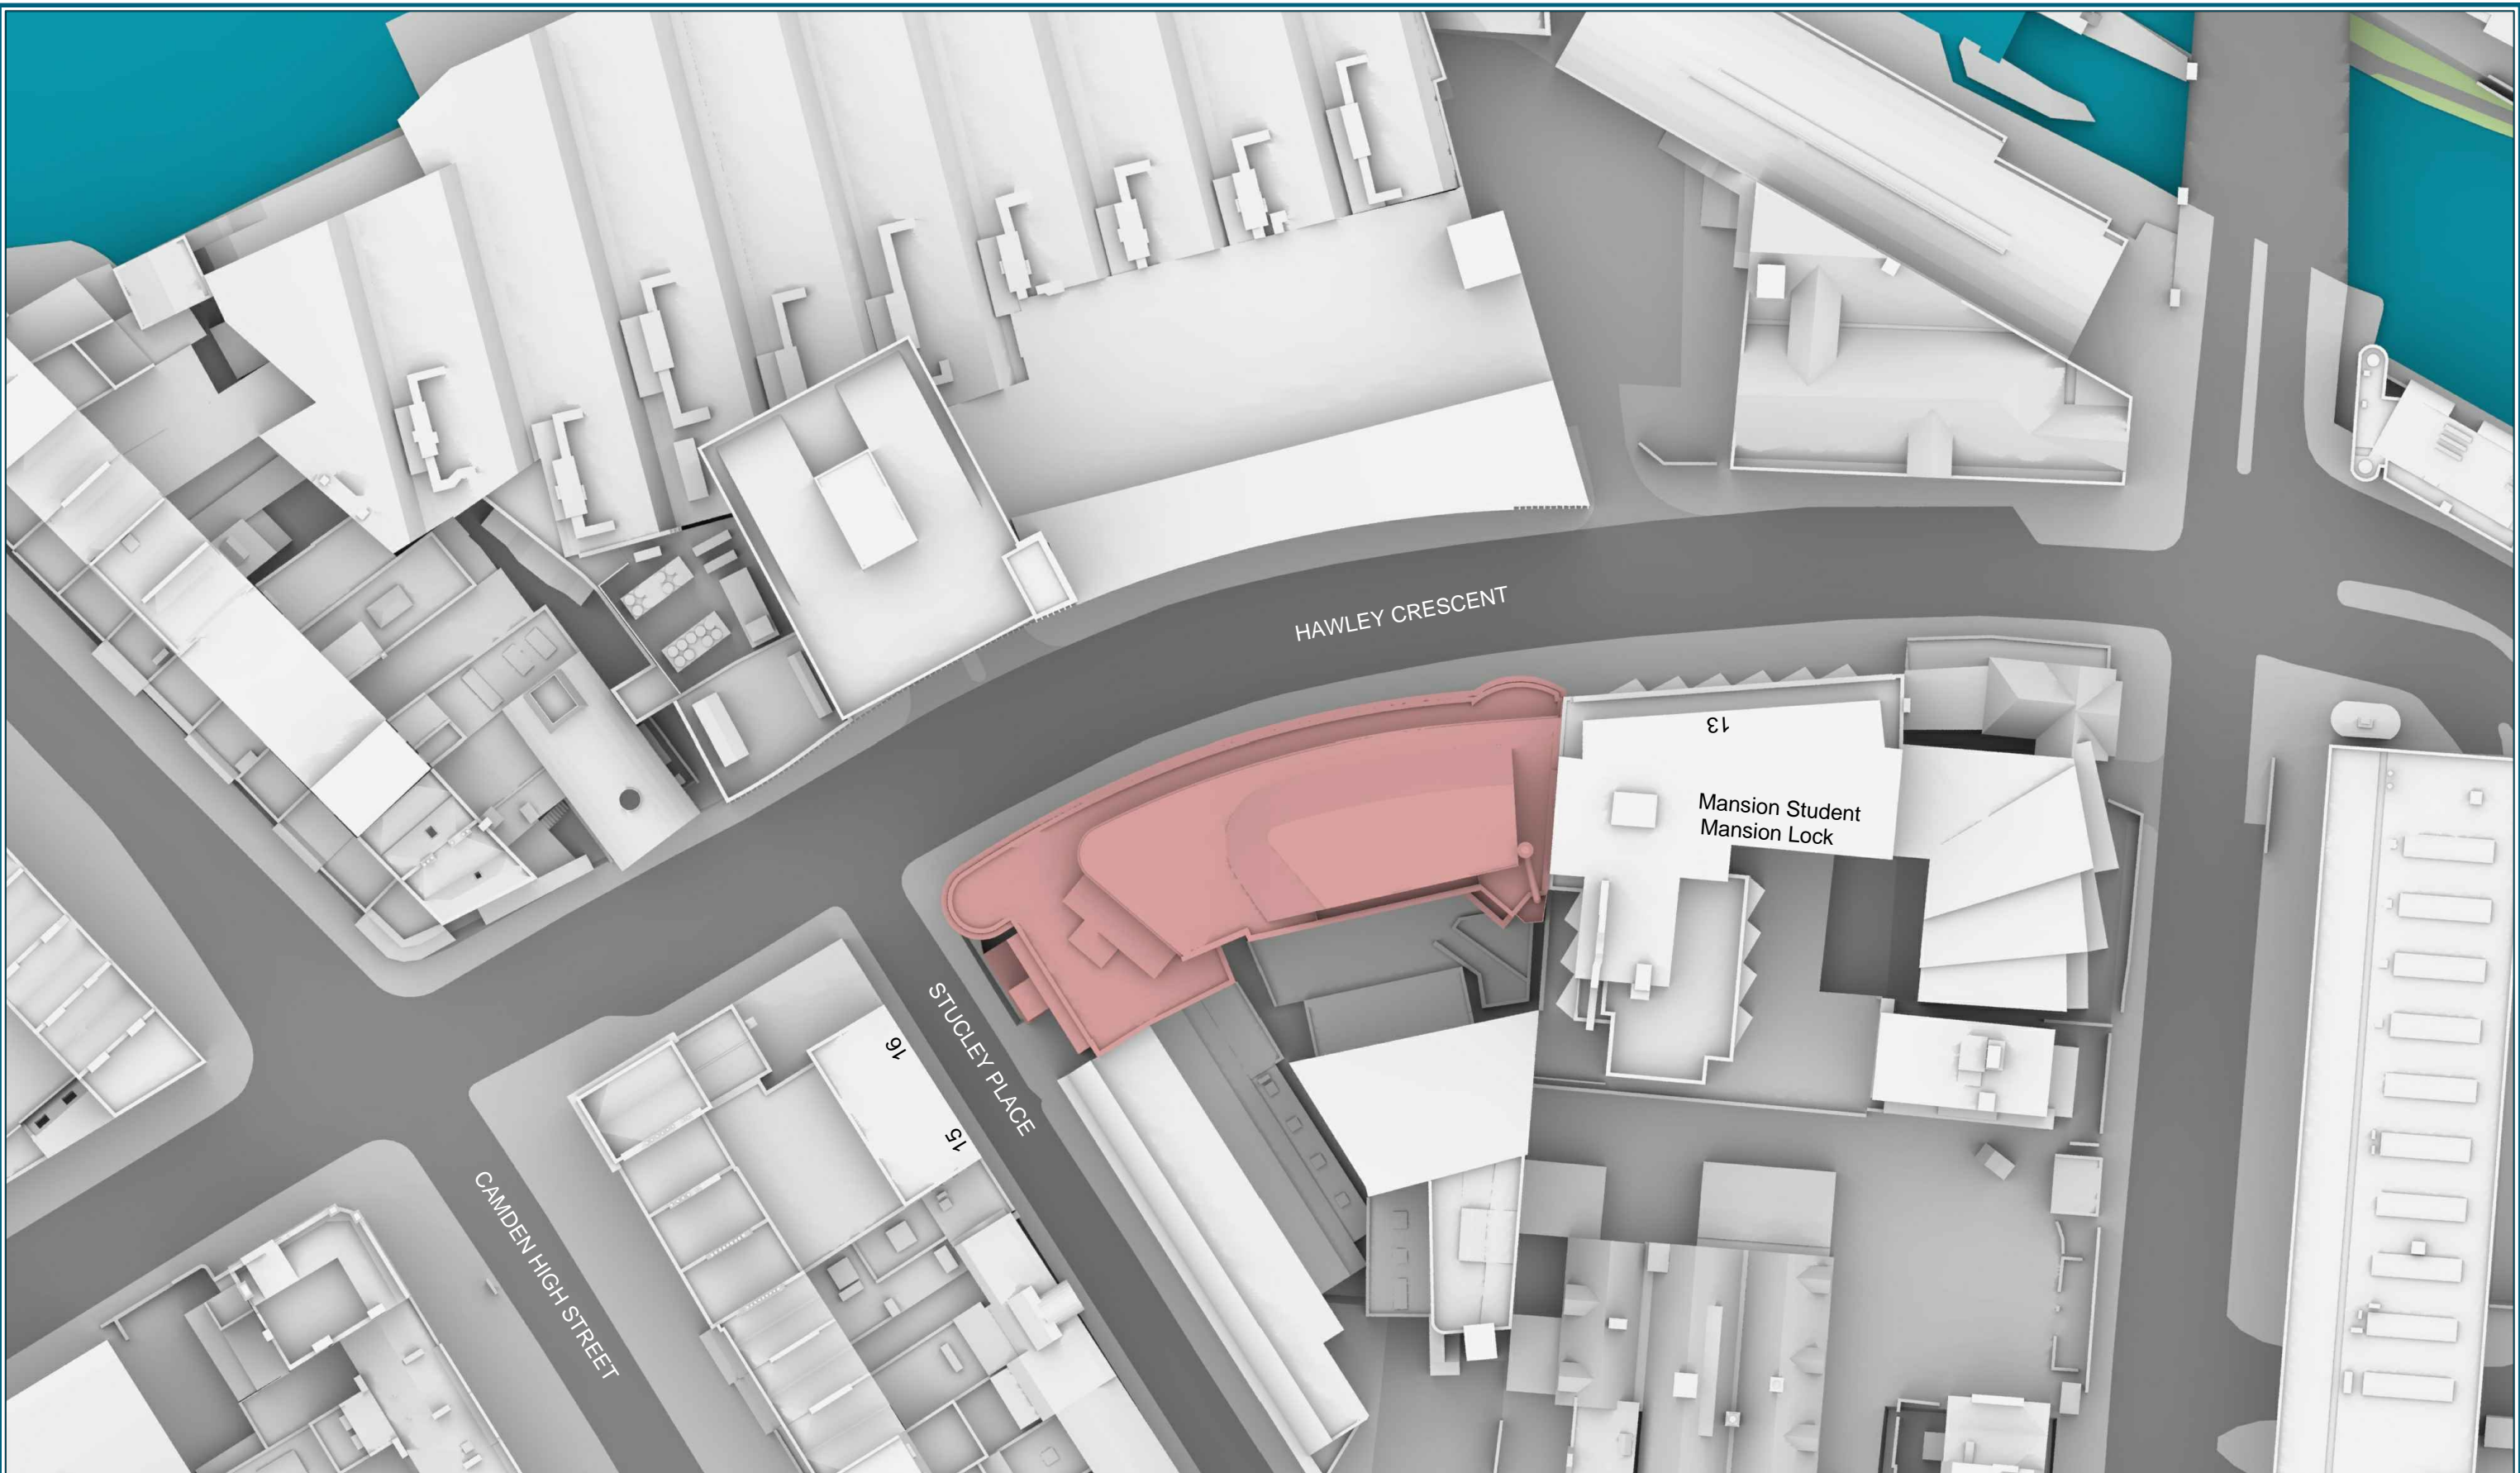 HAWLEY CRESCENT
13
Mansion Student
Mansion Lock
STUCLEY PLACE
16
15
CAMDEN HIGH STREET